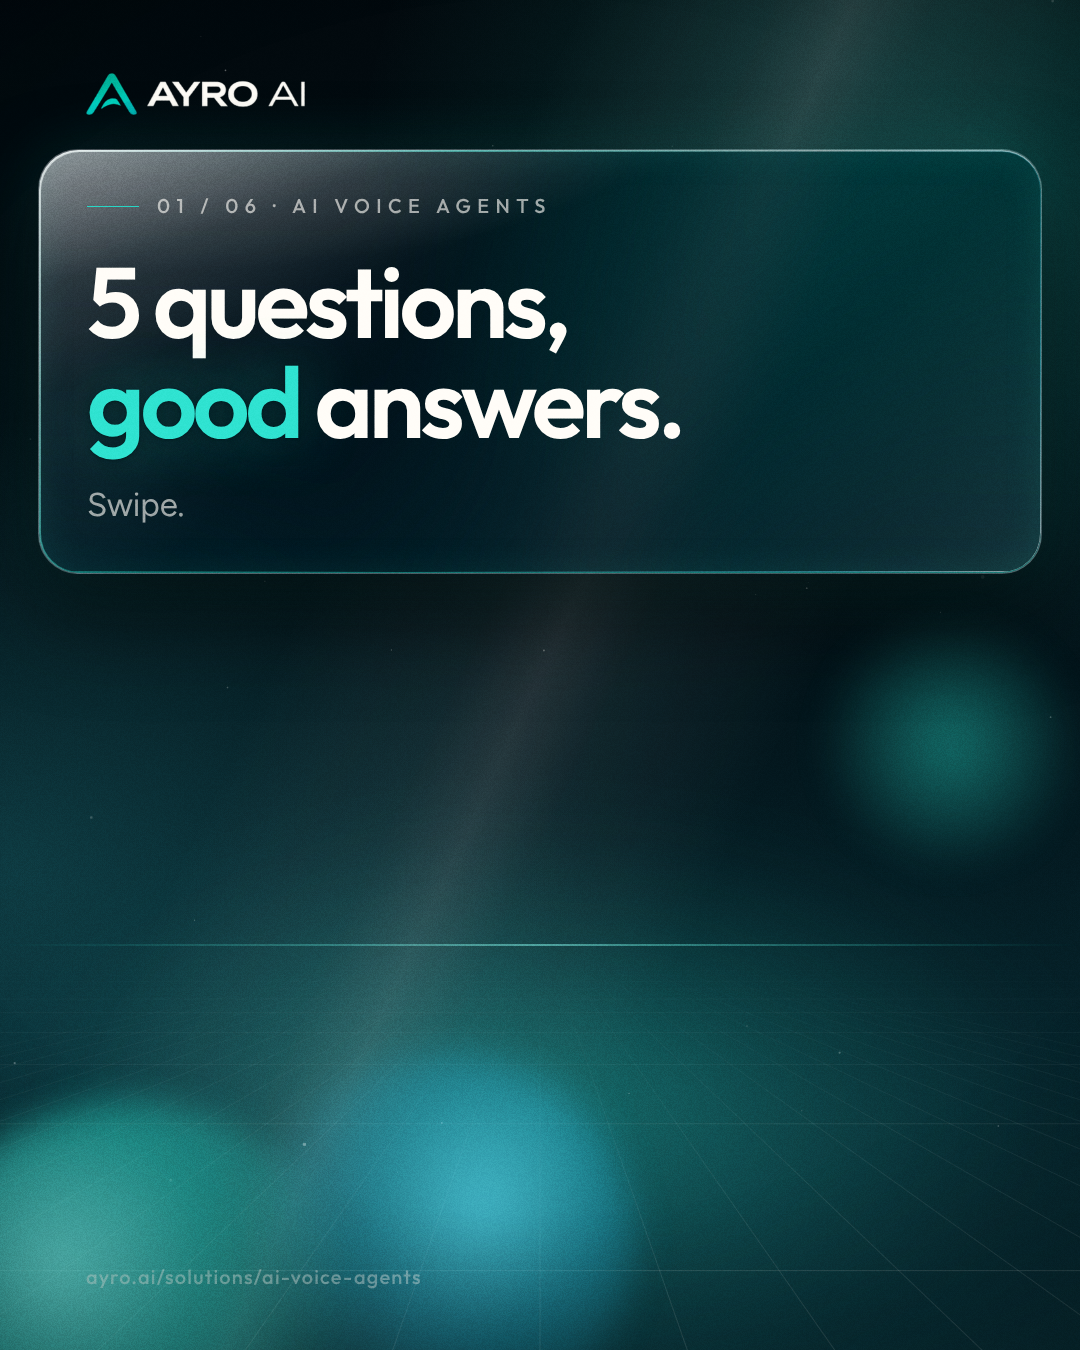 AYRO AI
01 / 06 · AI VOICE AGENTS
5 questions,
good answers.
Swipe.
ayro.ai/solutions/ai-voice-agents